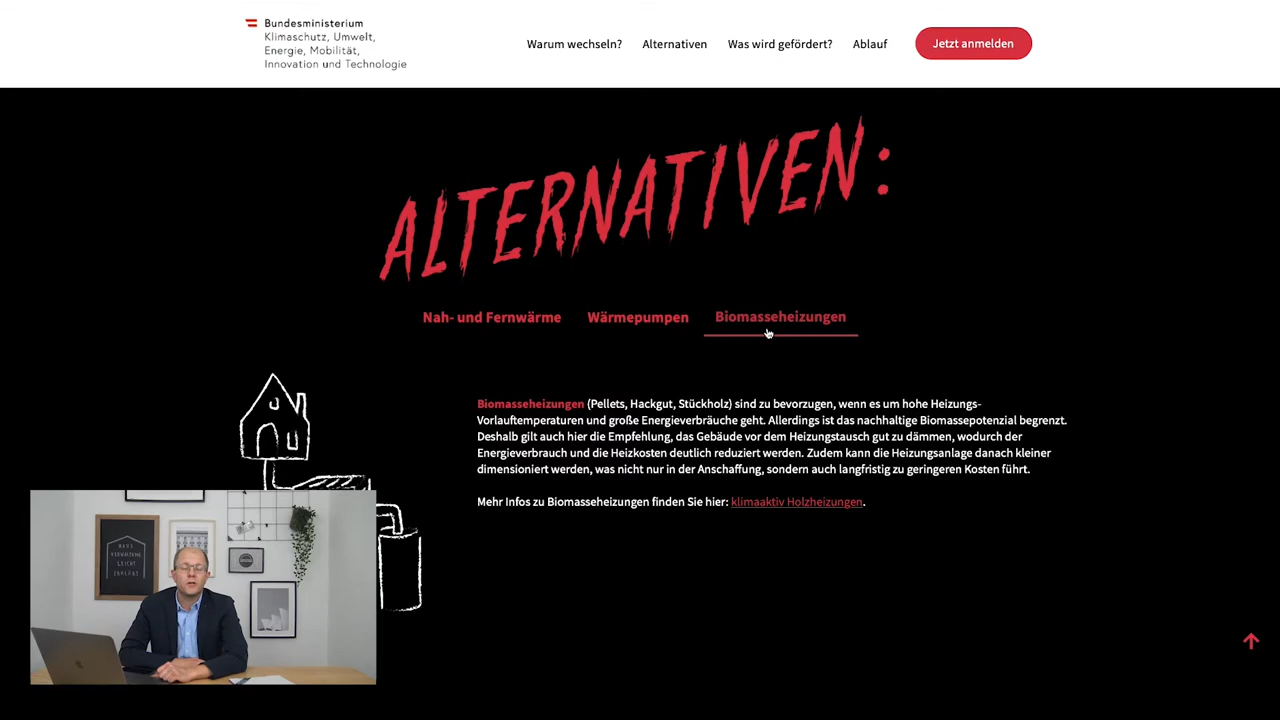 Bundesministerium
Klimaschutz, Umwelt,
Energie, Mobilität,
Innovation und Technologie
Warum wechseln?
Alternativen
Was wird gefördert?
Ablauf
Jetzt anmelden
ALTERNATIVEN:
Nah- und Fernwärme
Wärmepumpen
Biomasseheizungen
Biomasseheizungen (Pellets, Hackgut, Stückholz) sind zu bevorzugen, wenn es um hohe Heizungs-
Vorlauftemperaturen und große Energieverbräuche geht. Allerdings ist das nachhaltige Biomassepotenzial begrenzt.
Deshalb gilt auch hier die Empfehlung, das Gebäude vor dem Heizungstausch gut zu dämmen, wodurch der
Energieverbrauch und die Heizkosten deutlich reduziert werden. Zudem kann die Heizungsanlage danach kleiner
dimensioniert werden, was nicht nur in der Anschaffung, sondern auch langfristig zu geringeren Kosten führt.
Mehr Infos zu Biomasseheizungen finden Sie hier: klimaaktiv Holzheizungen.
HAUS
VERWALTUNG
LEICHT
ERKLÄRT